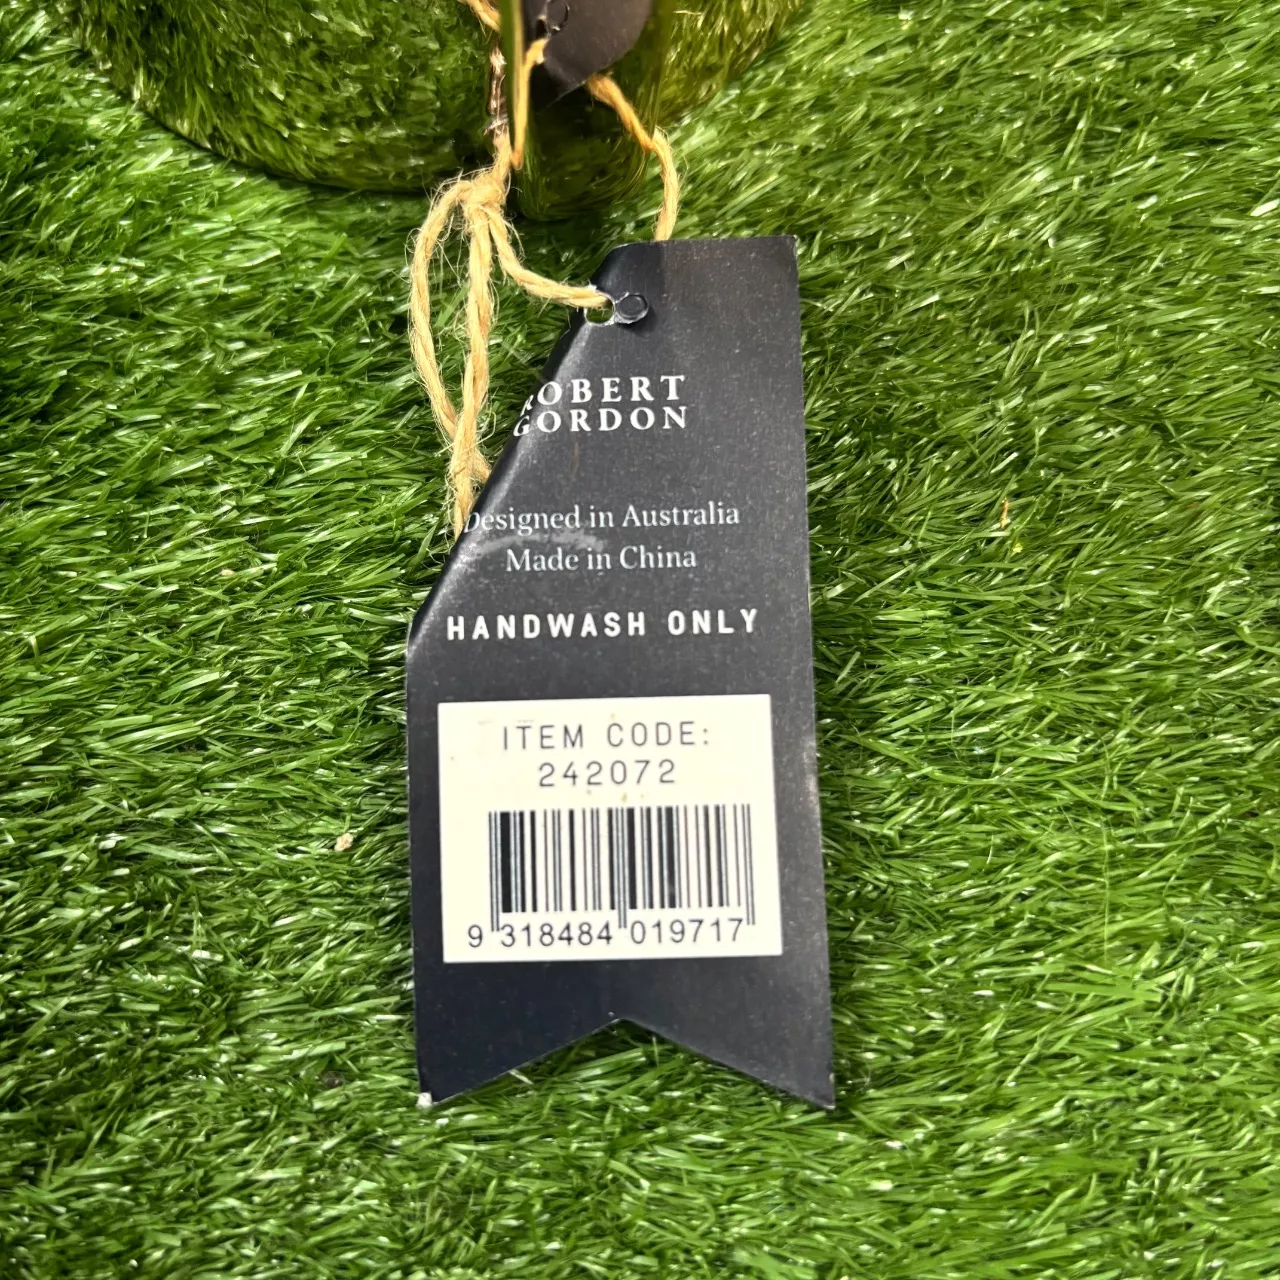 ROBERT
GORDON
Designed in Australia
Made in China
HANDWASH ONLY
ITEM CODE:
242072
9 318484 019717